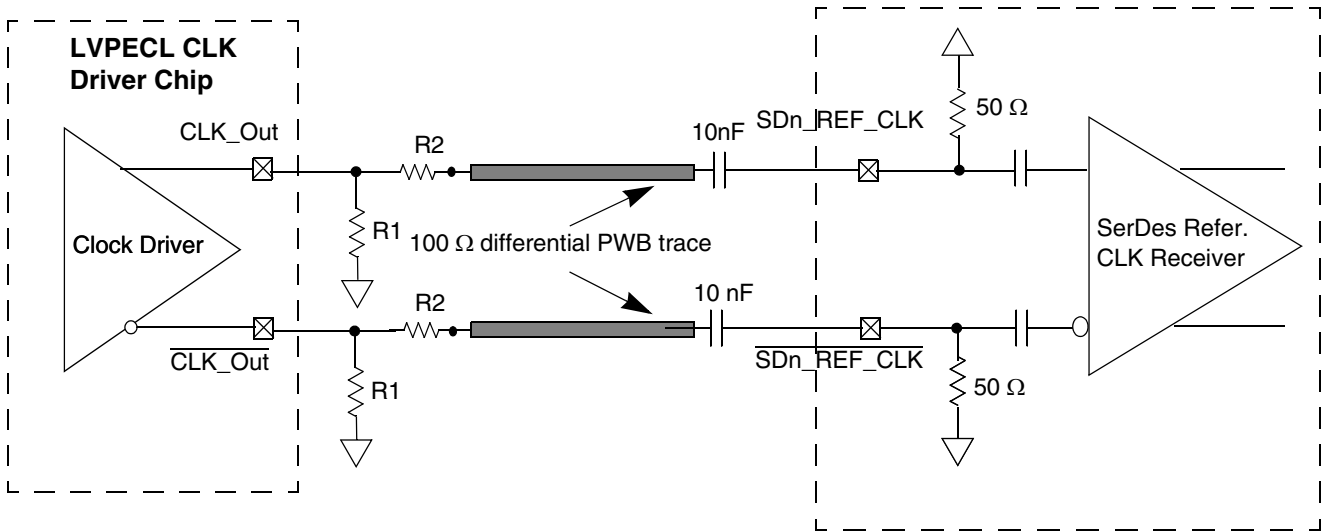 LVPECL CLK
Driver Chip
CLK_Out
R2
10nF
SDn_REF_CLK
50 Ω
Clock Driver
R1
100 Ω differential PWB trace
SerDes Refer.
CLK Receiver
R2
10 nF
CLK_Out
SDn_REF_CLK
R1
50 Ω